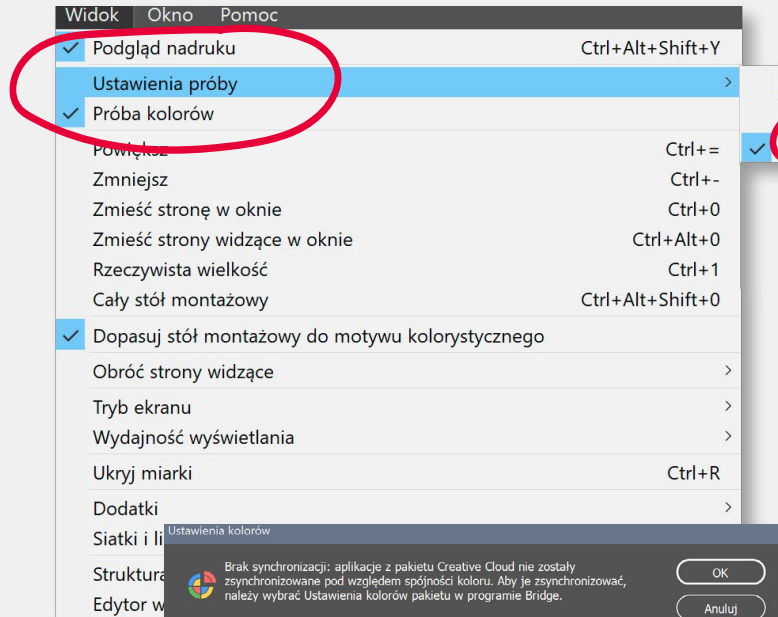 Widok Okno Pomoc
Podgląd nadruku Ctrl+Alt+Shift+Y
Ustawienia próby
Próba kolorów
Powiększ Ctrl+=
Zmniejsz Ctrl+-
Zmieść stronę w oknie Ctrl+0
Zmieść strony widzące w oknie Ctrl+Alt+0
Rzeczywista wielkość Ctrl+1
Cały stół montażowy Ctrl+Alt+Shift+0
Dopasuj stół montażowy do motywu kolorystycznego
Obróć strony widzące
Tryb ekranu
Wydajność wyświetlania
Ukryj miarki Ctrl+R
Dodatki
Siatki i li
Struktura
Edytor w
Ustawienia kolorów
Brak synchronizacji: aplikacje z pakietu Creative Cloud nie zostały
zsynchronizowane pod względem spójności koloru. Aby je zsynchronizować,
należy wybrać Ustawienia kolorów pakietu w programie Bridge.
OK
Anuluj